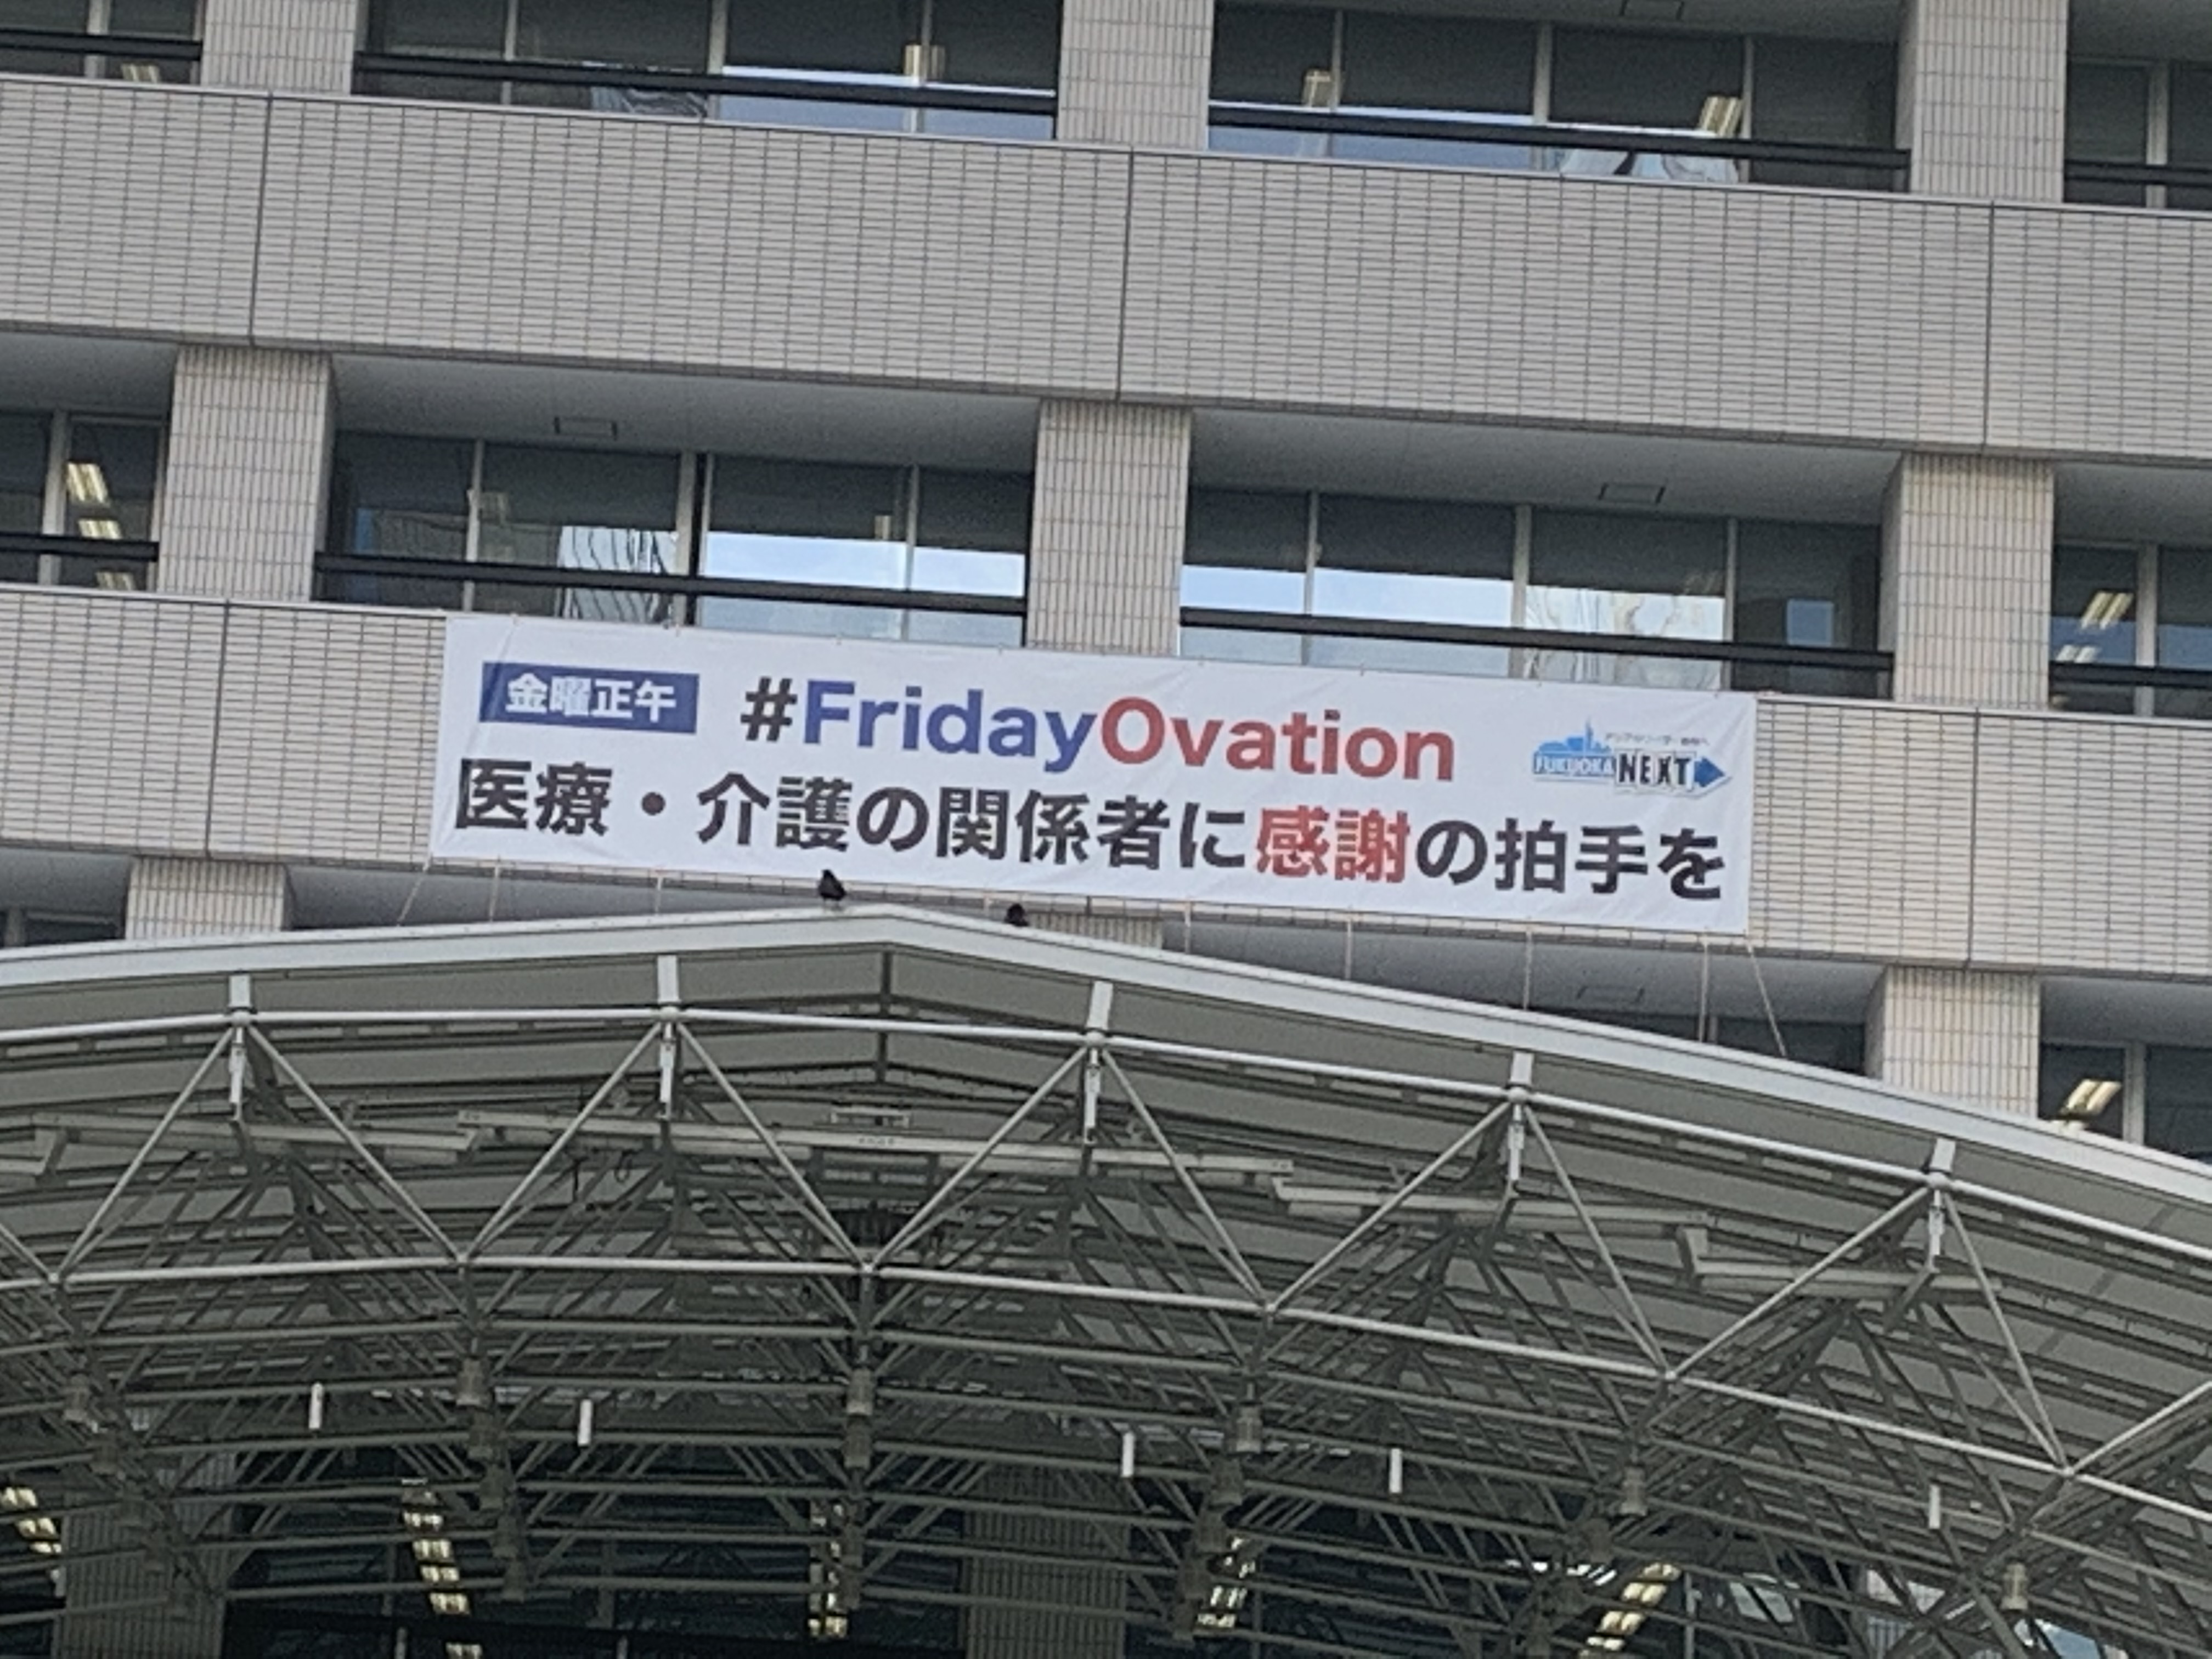 金曜正午 #FridayOvation
医療・介護の関係者に感謝の拍手を
FUKUOKA NEXT